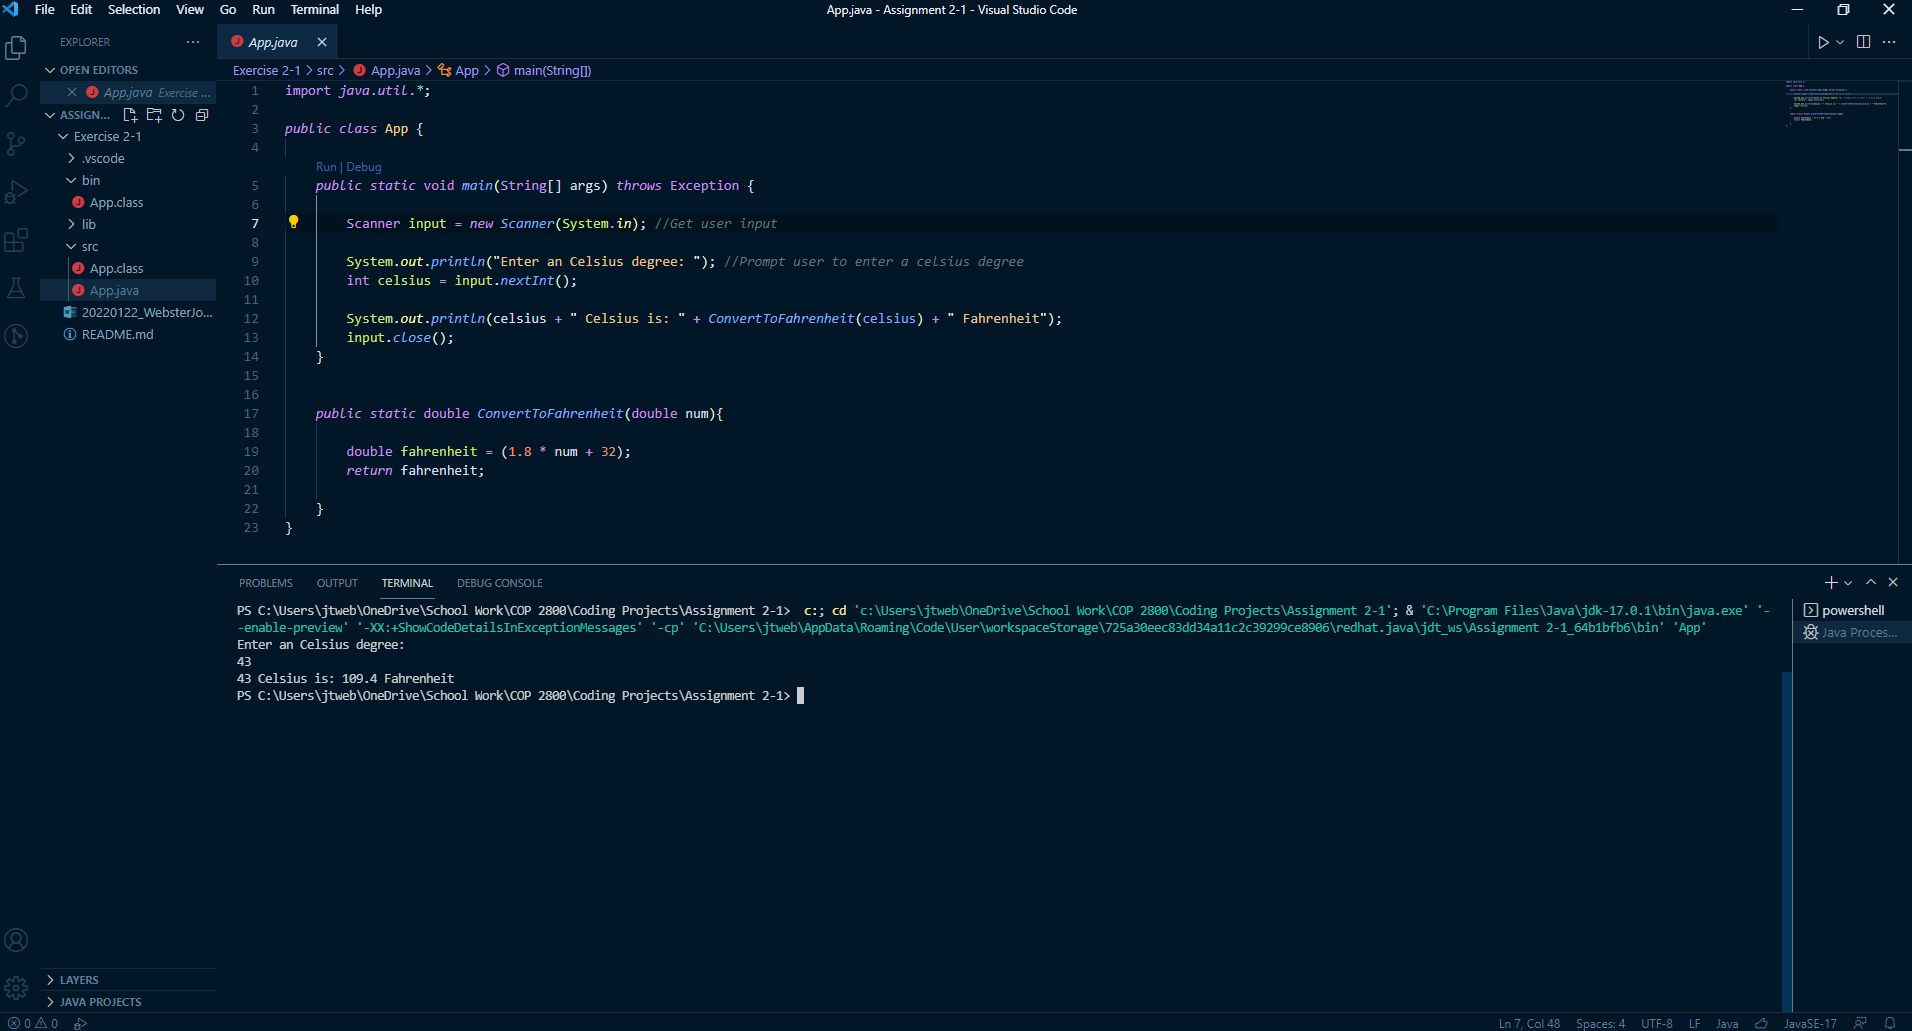 File Edit Selection View Go Run Terminal Help
App.java - Assignment 2-1 - Visual Studio Code
EXPLORER
OPEN EDITORS
App.java Exercise ...
ASSIGN...
Exercise 2-1
.vscode
bin
App.class
lib
src
App.class
App.java
20220122_WebsterJo...
README.md
LAYERS
JAVA PROJECTS
App.java
Exercise 2-1 > src > App.java > App > main(String[])
1 import java.util.*;
2
3 public class App {
4
Run | Debug
5 public static void main(String[] args) throws Exception {
6
7 Scanner input = new Scanner(System.in); //Get user input
8
9 System.out.println("Enter an Celsius degree: "); //Prompt user to enter a celsius degree
10 int celsius = input.nextInt();
11
12 System.out.println(celsius + " Celsius is: " + ConvertToFahrenheit(celsius) + " Fahrenheit");
13 input.close();
14 }
15
16
17 public static double ConvertToFahrenheit(double num){
18
19 double fahrenheit = (1.8 * num + 32);
20 return fahrenheit;
21
22 }
23 }
PROBLEMS OUTPUT TERMINAL DEBUG CONSOLE
PS C:\Users\jtweb\OneDrive\School Work\COP 2800\Coding Projects\Assignment 2-1> c:; cd 'c:\Users\jtweb\OneDrive\School Work\COP 2800\Coding Projects\Assignment 2-1'; & 'C:\Program Files\Java\jdk-17.0.1\bin\java.exe' '-
-enable-preview' '-XX:+ShowCodeDetailsInExceptionMessages' '-cp' 'C:\Users\jtweb\AppData\Roaming\Code\User\workspaceStorage\725a30eec83dd34a11c2c39299ce8906\redhat.java\jdt_ws\Assignment 2-1_64b1bfb6\bin' 'App'
Enter an Celsius degree:
43
43 Celsius is: 109.4 Fahrenheit
PS C:\Users\jtweb\OneDrive\School Work\COP 2800\Coding Projects\Assignment 2-1>
powershell
Java Proces...
0 0
Ln 7, Col 48 Spaces: 4 UTF-8 LF Java JavaSE-17